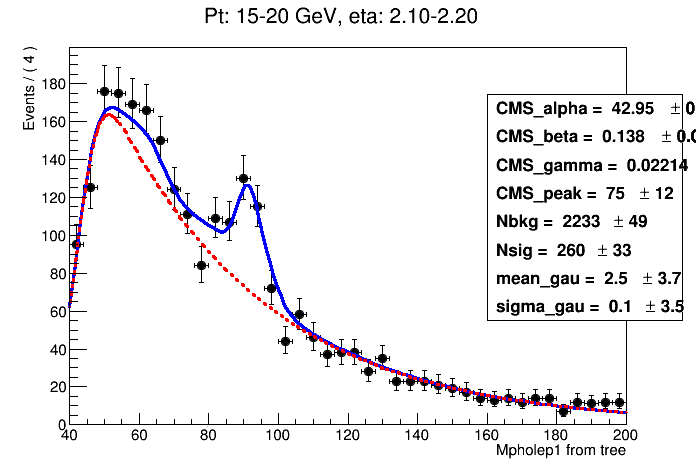 Pt: 15-20 GeV, eta: 2.10-2.20
Events / ( 4 )
180
160
140
120
100
80
60
40
20
0
CMS_alpha = 42.95 ± 0
CMS_beta = 0.138 ± 0.0
CMS_gamma = 0.02214
CMS_peak = 75 ± 12
Nbkg = 2233 ± 49
Nsig = 260 ± 33
mean_gau = 2.5 ± 3.7
sigma_gau = 0.1 ± 3.5
40 60 80 100 120 140 160 180 200
Mpholep1 from tree